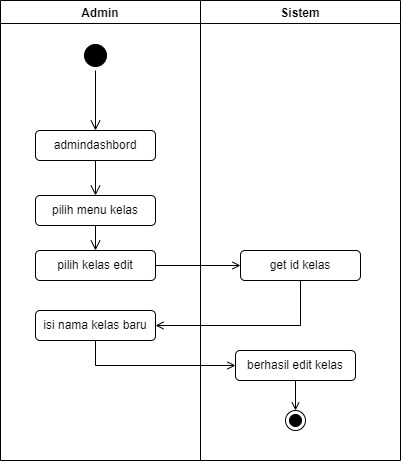 Admin
Sistem
admindashbord
pilih menu kelas
pilih kelas edit
get id kelas
isi nama kelas baru
berhasil edit kelas